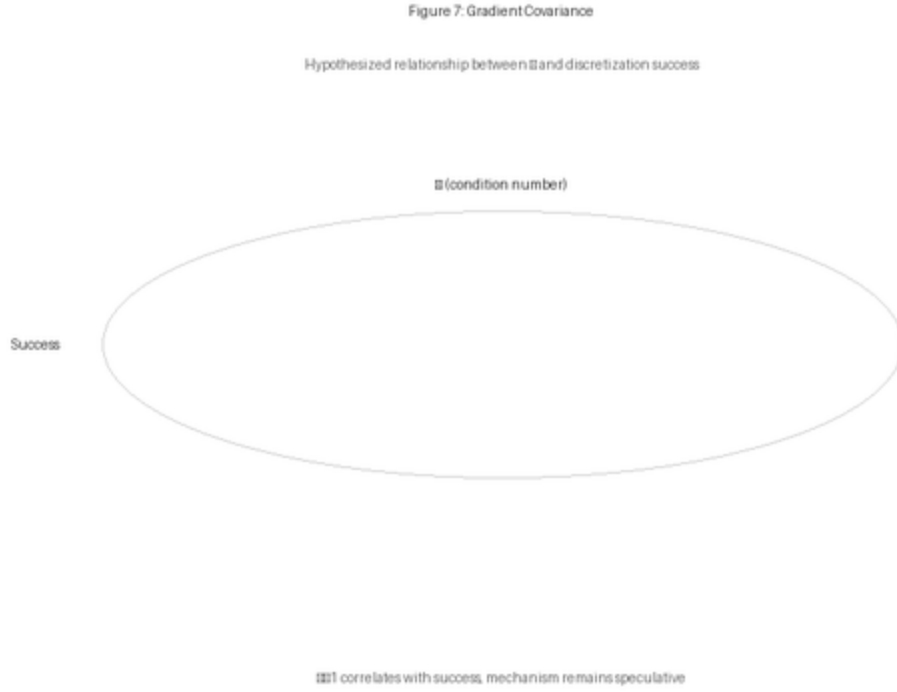 Figure 7: Gradient Covariance
Hypothesized relationship between and discretization success
(condition number)
Success
1 correlates with success, mechanism remains speculative